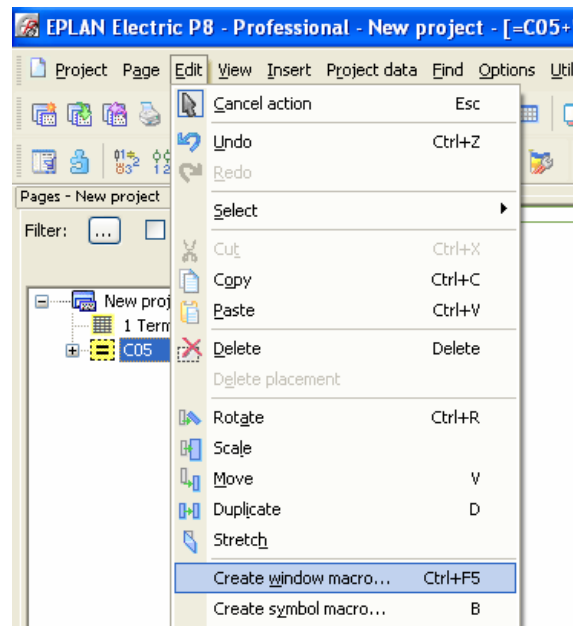 EPLAN Electric P8 - Professional - New project - [=C05+
Project Page Edit View Insert Project data Find Options Util
Cancel action Esc
Undo Ctrl+Z
Redo
Pages - New project
Select
Filter: ...
Cut Ctrl+X
Copy Ctrl+C
New proj
Paste Ctrl+V
1 Term
C05
Delete Delete
Delete placement
Rotate Ctrl+R
Scale
Move V
Duplicate D
Stretch
Create window macro... Ctrl+F5
Create symbol macro... B